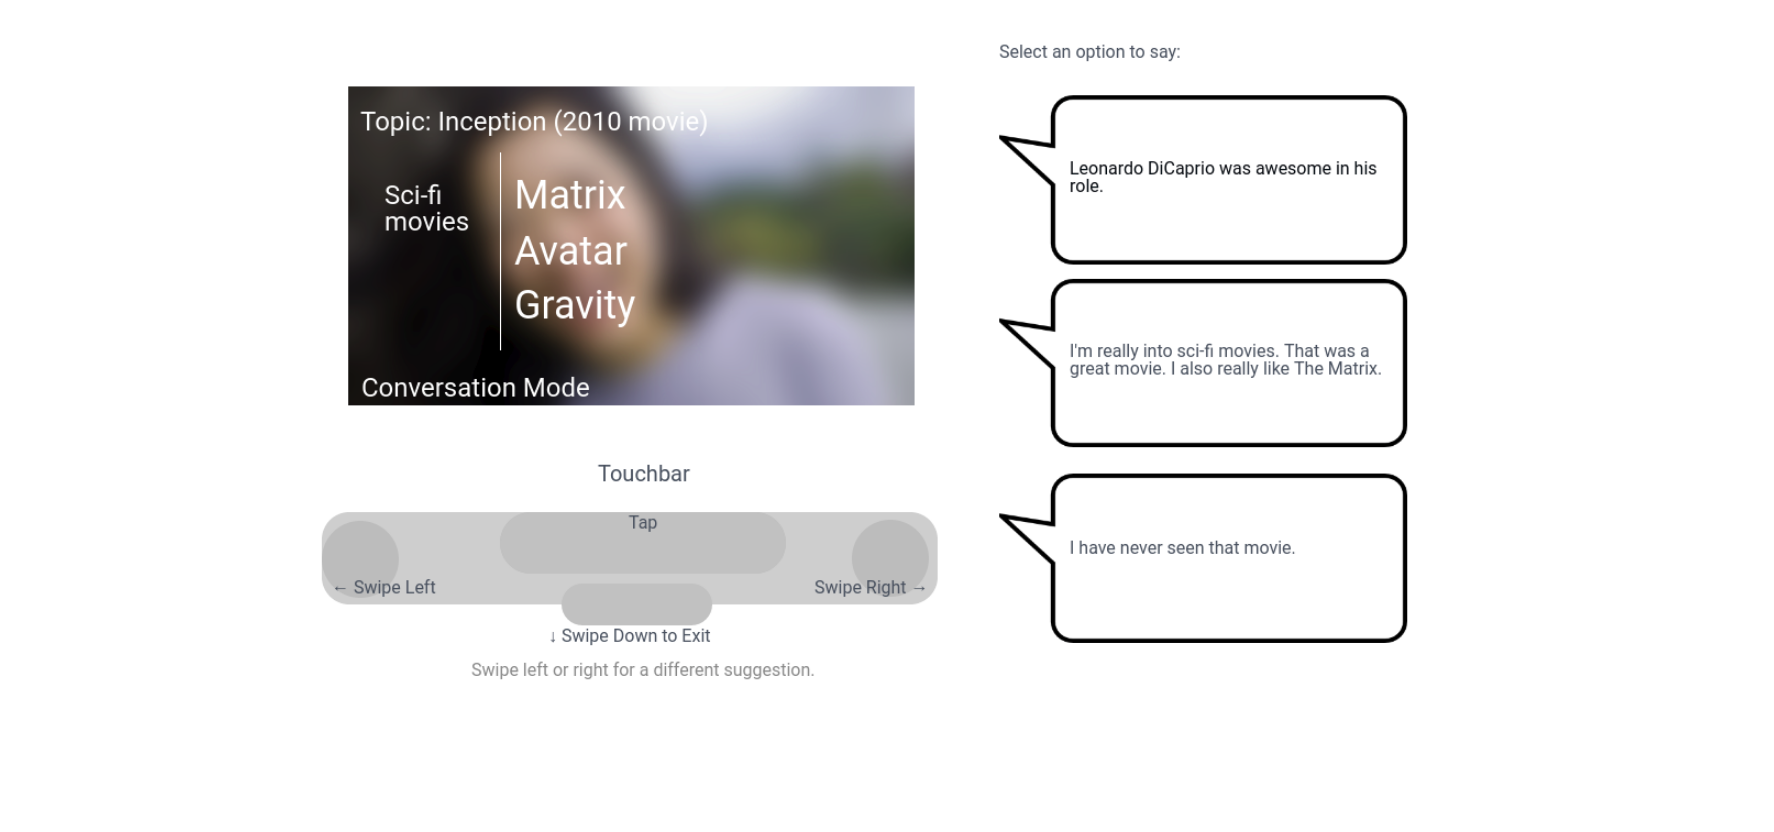 Select an option to say:
Topic: Inception (2010 movie)
Sci-fi
movies
Matrix
Avatar
Gravity
Conversation Mode
Leonardo DiCaprio was awesome in his
role.
I'm really into sci-fi movies. That was a
great movie. I also really like The Matrix.
I have never seen that movie.
Touchbar
Tap
← Swipe Left
Swipe Right →
↓ Swipe Down to Exit
Swipe left or right for a different suggestion.